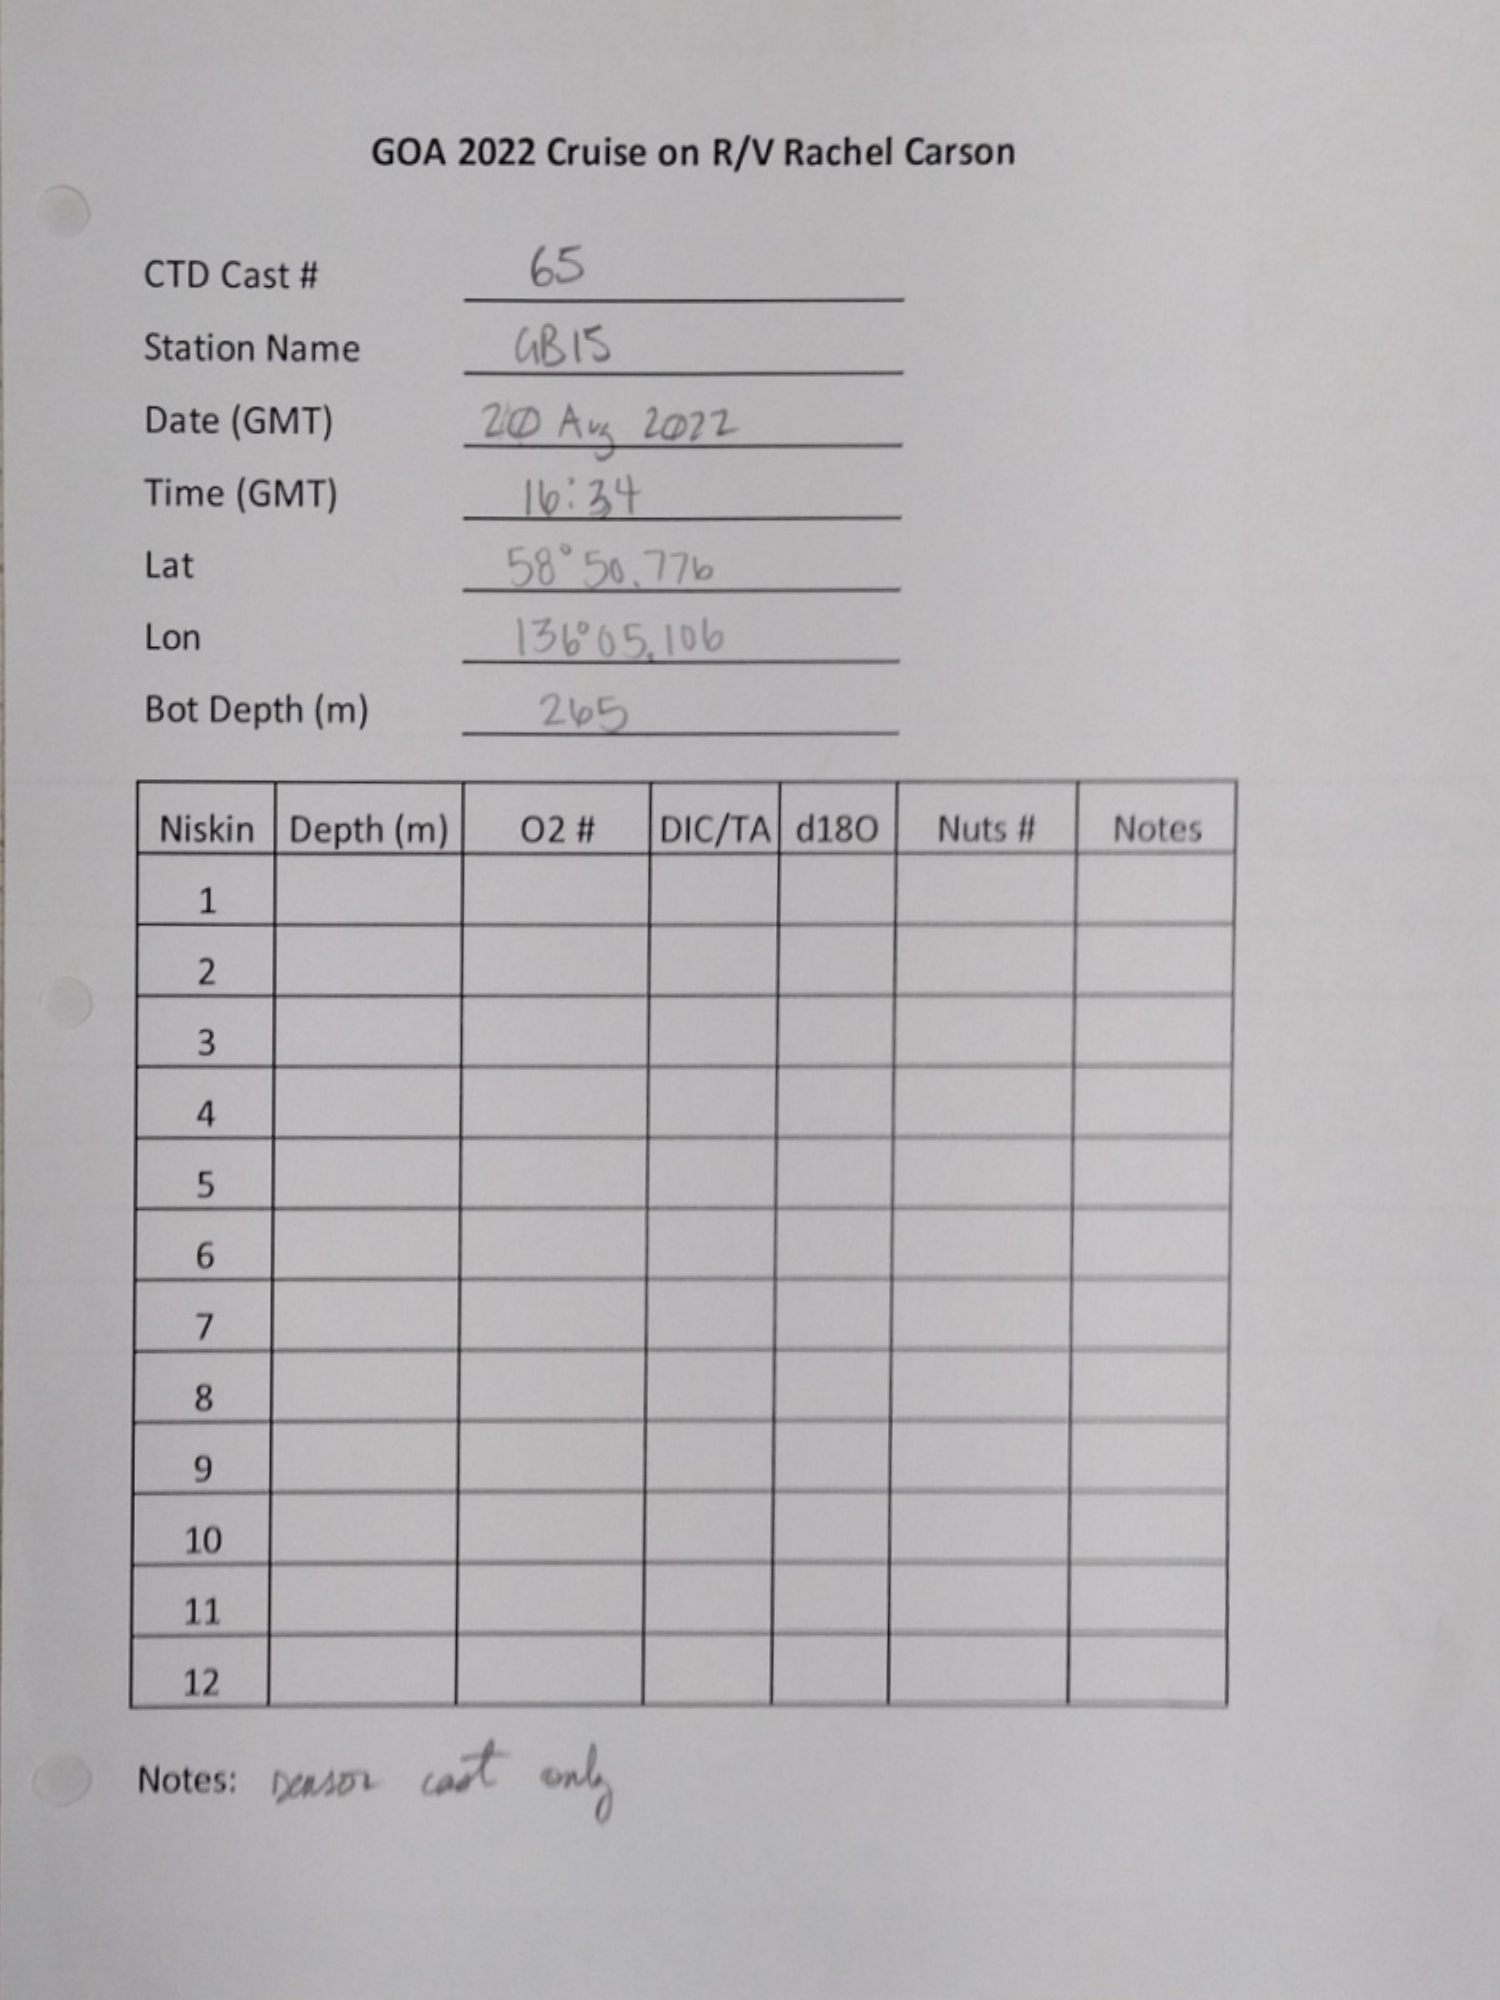 GOA 2022 Cruise on R/V Rachel Carson
CTD Cast # 65
Station Name GB15
Date (GMT) 20 Aug 2022
Time (GMT) 16:34
Lat 58°50.776
Lon 136°05.106
Bot Depth (m) 265
Niskin Depth (m) O2 # DIC/TA d18O Nuts # Notes
1
2
3
4
5
6
7
8
9
10
11
12
Notes: sensor cast only